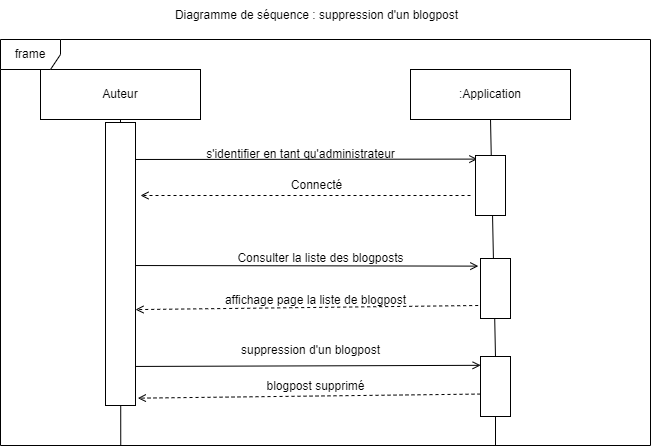 Diagramme de séquence : suppression d'un blogpost
frame
Auteur
:Application
s'identifier en tant qu'administrateur
Connecté
Consulter la liste des blogposts
affichage page la liste de blogpost
suppression d'un blogpost
blogpost supprimé